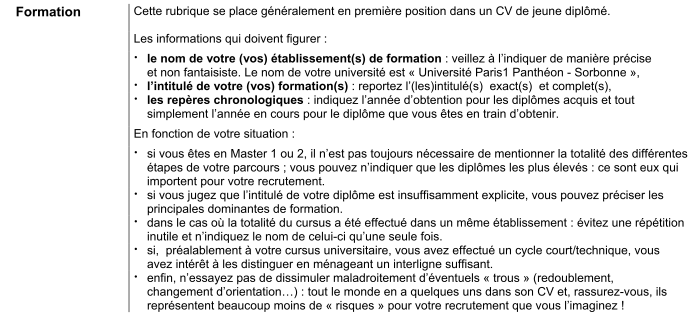 Formation
Cette rubrique se place généralement en première position dans un CV de jeune diplômé.
Les informations qui doivent figurer :
· le nom de votre (vos) établissement(s) de formation : veillez à l'indiquer de manière précise
et non fantaisiste. Le nom de votre université est « Université Paris1 Panthéon - Sorbonne »,
· l'intitulé de votre (vos) formation(s) : reportez l'(les)intitulé(s) exact(s) et complet(s),
· les repères chronologiques : indiquez l'année d'obtention pour les diplômes acquis et tout
simplement l'année en cours pour le diplôme que vous êtes en train d'obtenir.
En fonction de votre situation :
· si vous êtes en Master 1 ou 2, il n'est pas toujours nécessaire de mentionner la totalité des différentes
étapes de votre parcours ; vous pouvez n'indiquer que les diplômes les plus élevés : ce sont eux qui
importent pour votre recrutement.
· si vous jugez que l'intitulé de votre diplôme est insuffisamment explicite, vous pouvez préciser les
principales dominantes de formation.
· dans le cas où la totalité du cursus a été effectué dans un même établissement : évitez une répétition
inutile et n'indiquez le nom de celui-ci qu'une seule fois.
· si, préalablement à votre cursus universitaire, vous avez effectué un cycle court/technique, vous
avez intérêt à les distinguer en ménageant un interligne suffisant.
· enfin, n'essayez pas de dissimuler maladroitement d'éventuels « trous » (redoublement,
changement d'orientation…) : tout le monde en a quelques uns dans son CV et, rassurez-vous, ils
représentent beaucoup moins de « risques » pour votre recrutement que vous l'imaginez !